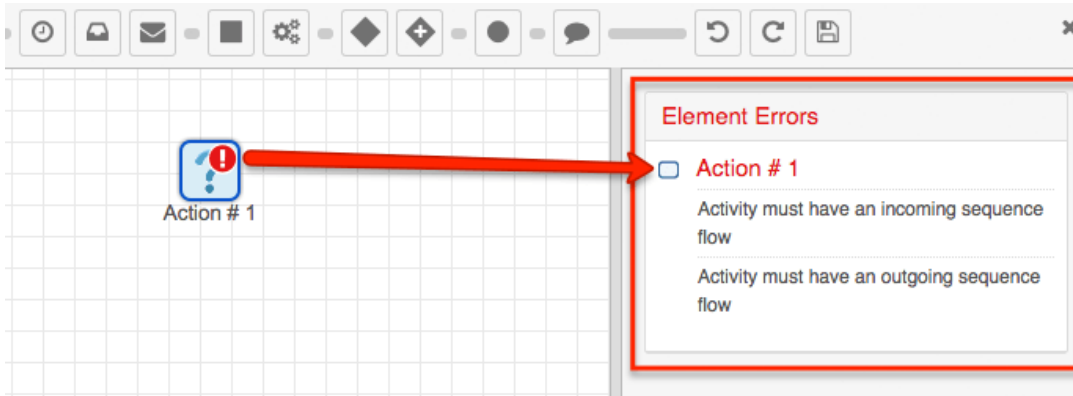 Element Errors
Action # 1
Action # 1
Activity must have an incoming sequence
flow
Activity must have an outgoing sequence
flow